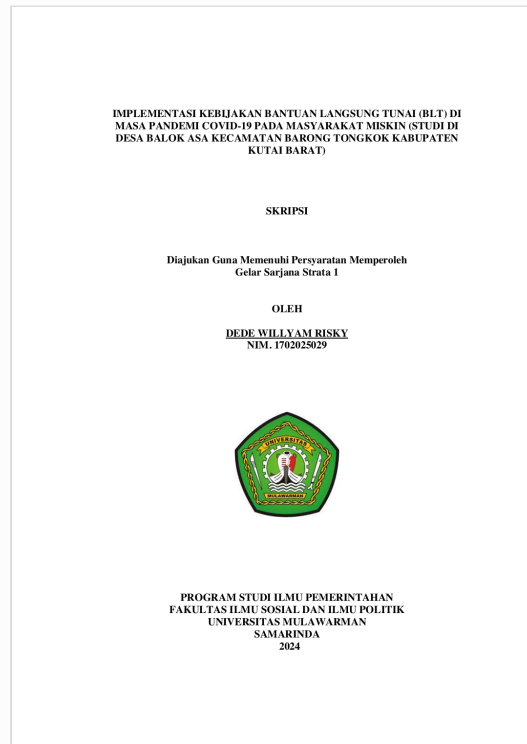 IMPLEMENTASI KEBIJAKAN BANTUAN LANGSUNG TUNAI (BLT) DI
MASA PANDEMI COVID-19 PADA MASYARAKAT MISKIN (STUDI DI
DESA BALOK ASA KECAMATAN BARONG TONGKOK KABUPATEN
KUTAI BARAT)
SKRIPSI
Diajukan Guna Memenuhi Persyaratan Memperoleh
Gelar Sarjana Strata 1
OLEH
DEDE WILLYAM RISKY
NIM. 1702025029
UNIVERSITAS
MULAWARMAN
PROGRAM STUDI ILMU PEMERINTAHAN
FAKULTAS ILMU SOSIAL DAN ILMU POLITIK
UNIVERSITAS MULAWARMAN
SAMARINDA
2024